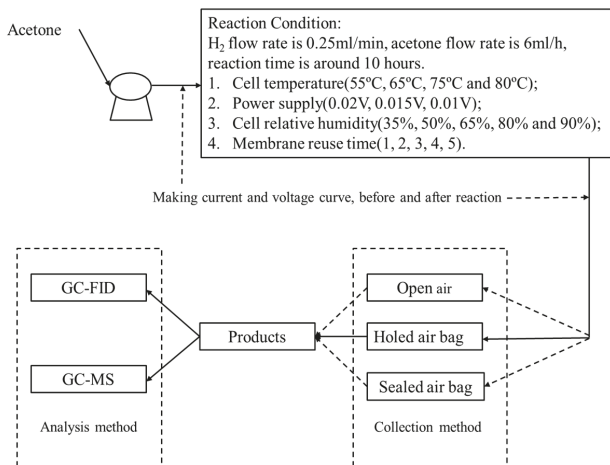 Acetone
Reaction Condition:
H₂ flow rate is 0.25ml/min, acetone flow rate is 6ml/h,
reaction time is around 10 hours.
1. Cell temperature(55ºC, 65ºC, 75ºC and 80ºC);
2. Power supply(0.02V, 0.015V, 0.01V);
3. Cell relative humidity(35%, 50%, 65%, 80% and 90%);
4. Membrane reuse time(1, 2, 3, 4, 5).
Making current and voltage curve, before and after reaction
GC-FID
GC-MS
Analysis method
Products
Open air
Holed air bag
Sealed air bag
Collection method